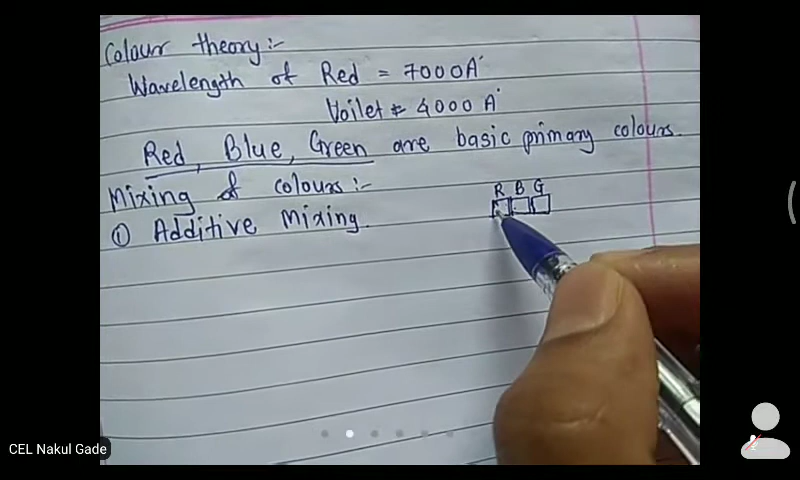 Colour theory:-
Wavelength of Red = 7000A°
Voilet = 4000 A°
Red, Blue, Green are basic primary colours.
Mixing of colours:-
R B G
① Additive Mixing.
CEL Nakul Gade